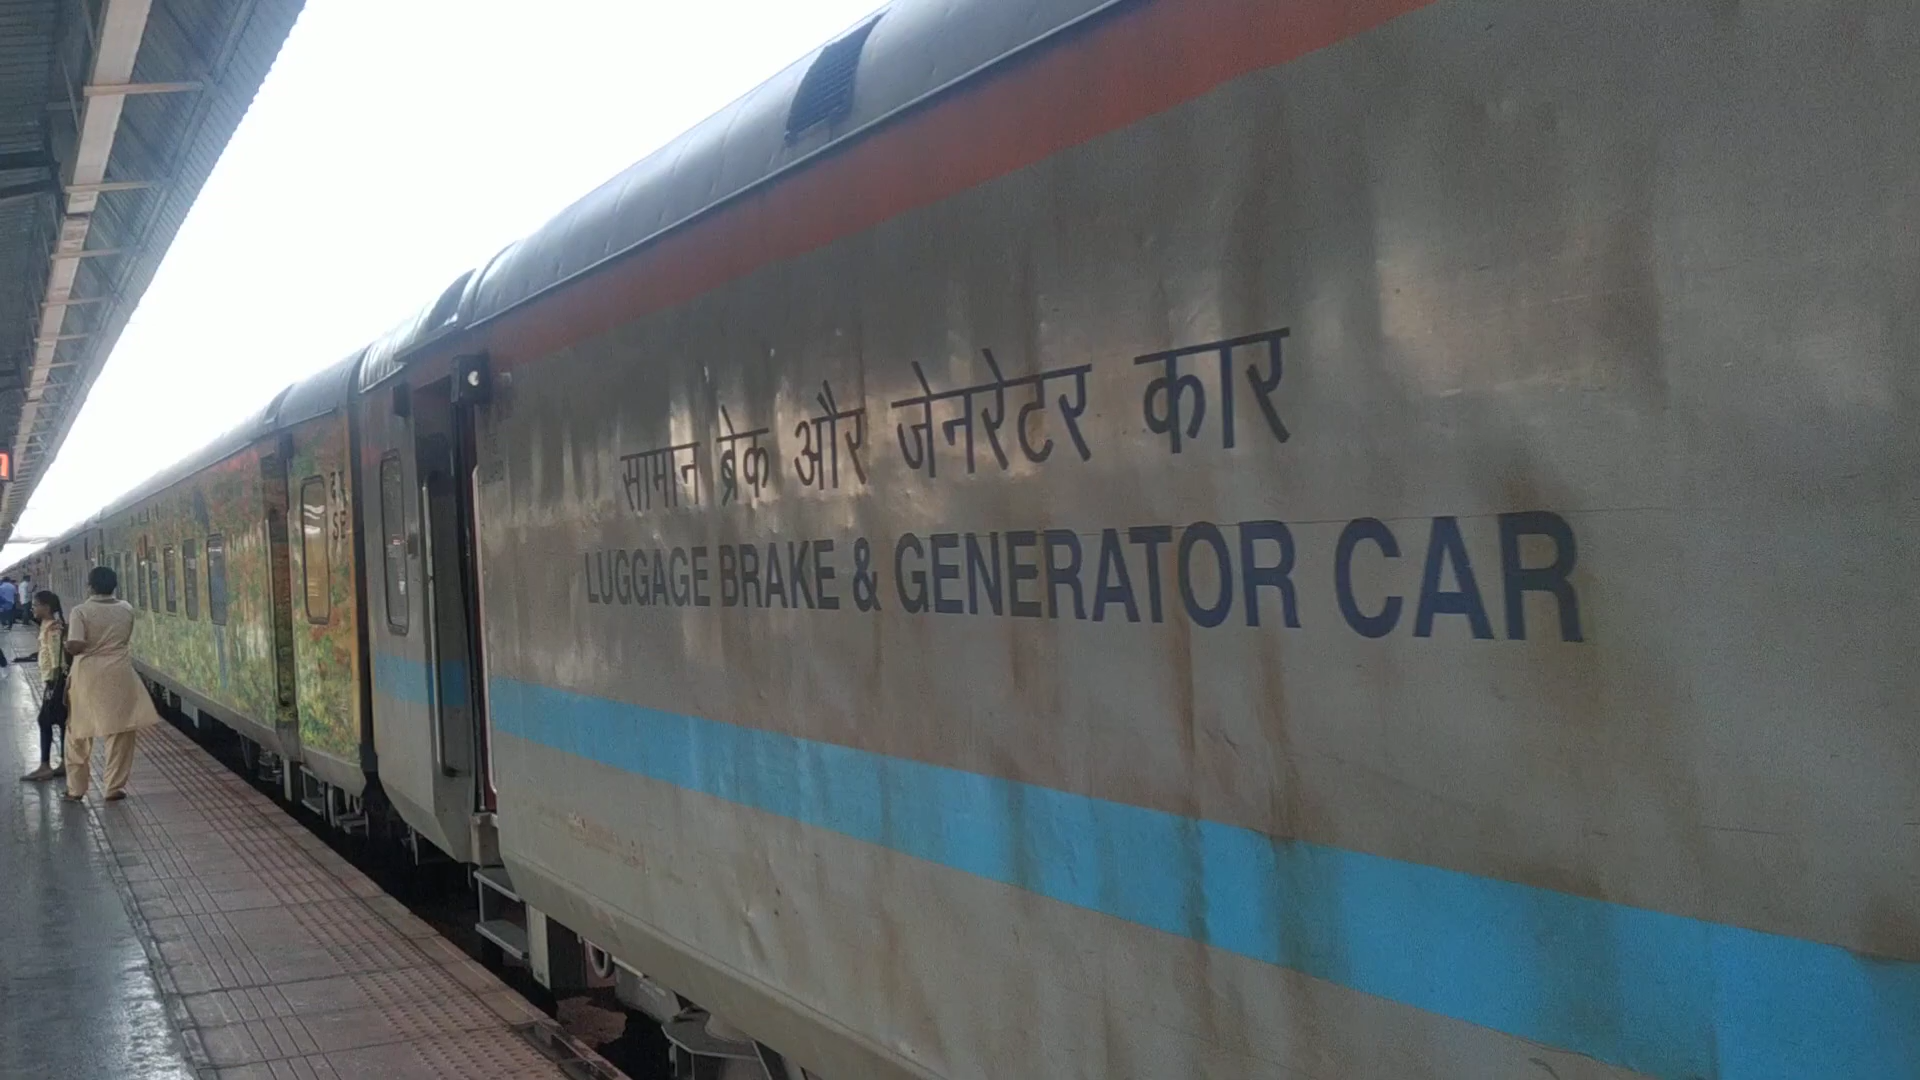 सामान ब्रेक और जेनरेटर कार
LUGGAGE BRAKE & GENERATOR CAR